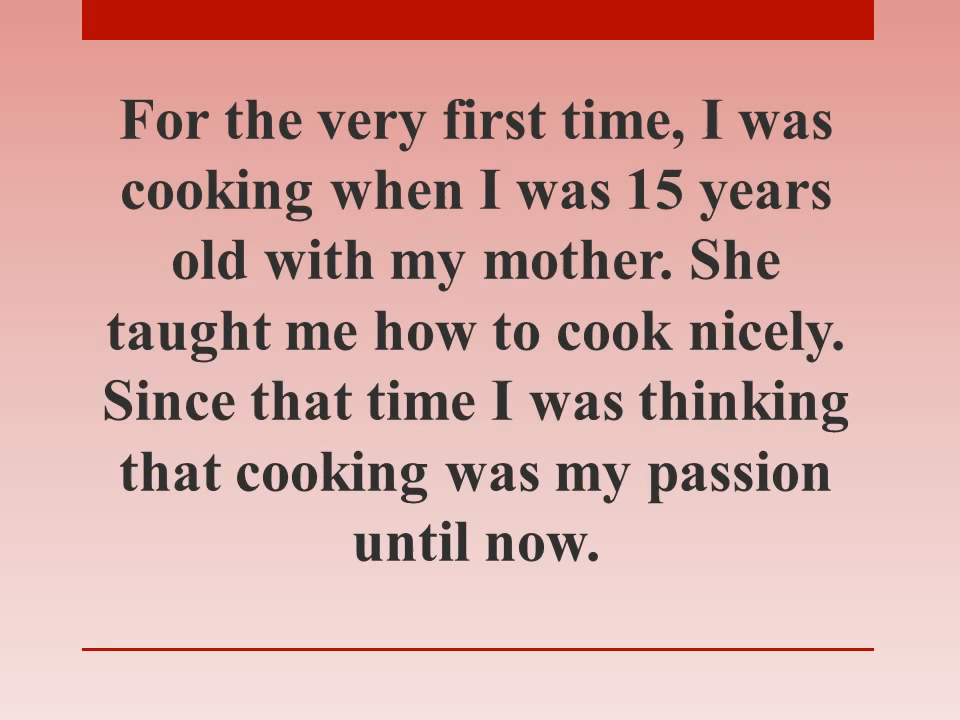 For the very first time, I was
cooking when I was 15 years
old with my mother. She
taught me how to cook nicely.
Since that time I was thinking
that cooking was my passion
until now.